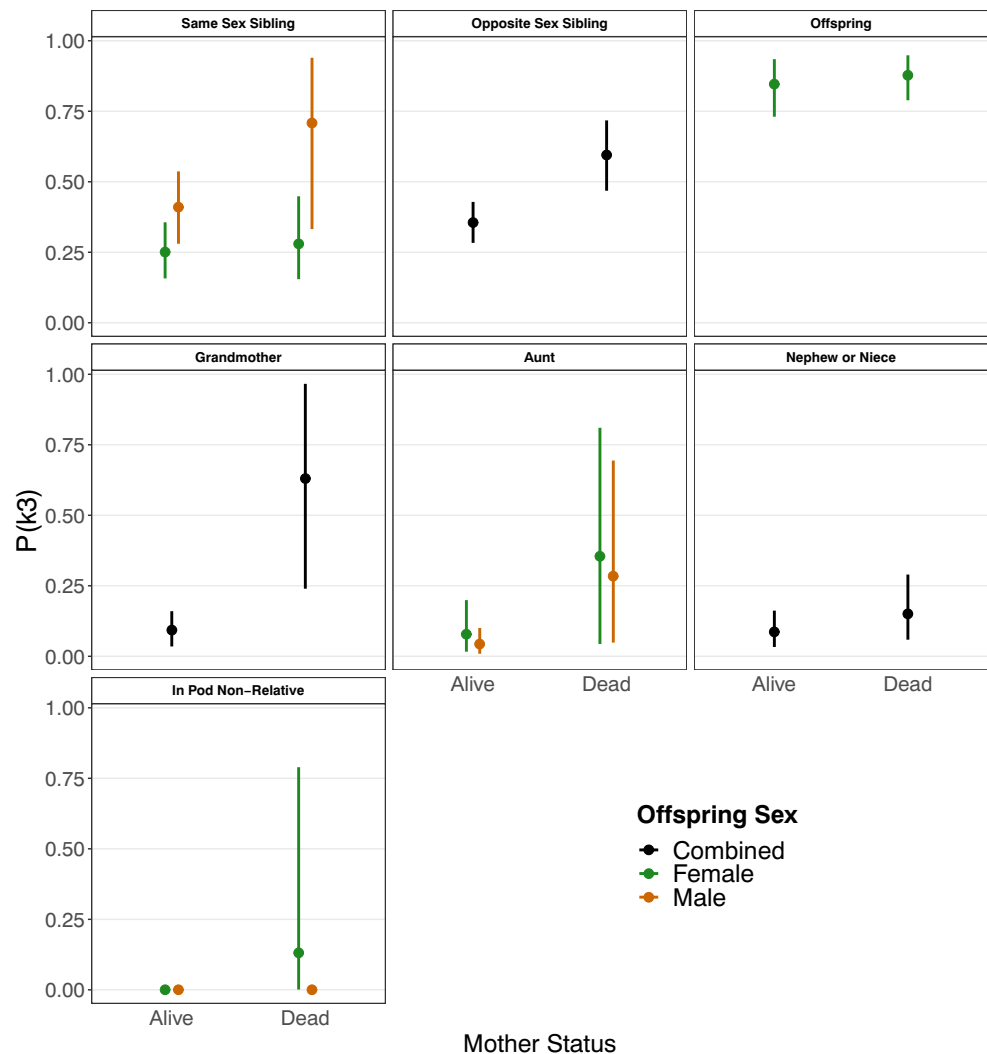 Same Sex Sibling
Opposite Sex Sibling
Offspring
1.00
0.75
0.50
0.25
0.00
Grandmother
Aunt
Nephew or Niece
1.00
0.75
0.50
0.25
0.00
P(k3)
Alive
Dead
Alive
Dead
In Pod Non−Relative
1.00
0.75
0.50
0.25
0.00
Alive
Dead
Offspring Sex
Combined
Female
Male
Mother Status